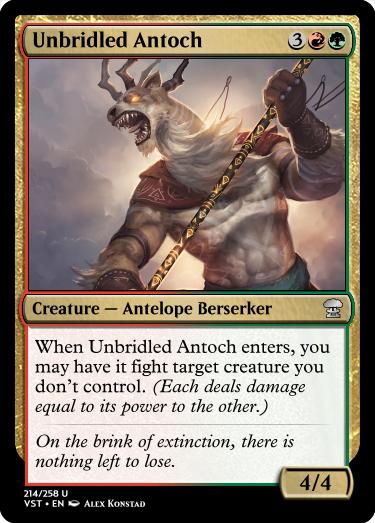 Unbridled Antoch 3
Creature — Antelope Berserker
When Unbridled Antoch enters, you
may have it fight target creature you
don't control. (Each deals damage
equal to its power to the other.)
On the brink of extinction, there is
nothing left to lose.
4/4
214/258 U
VST • EN Alex Konstad